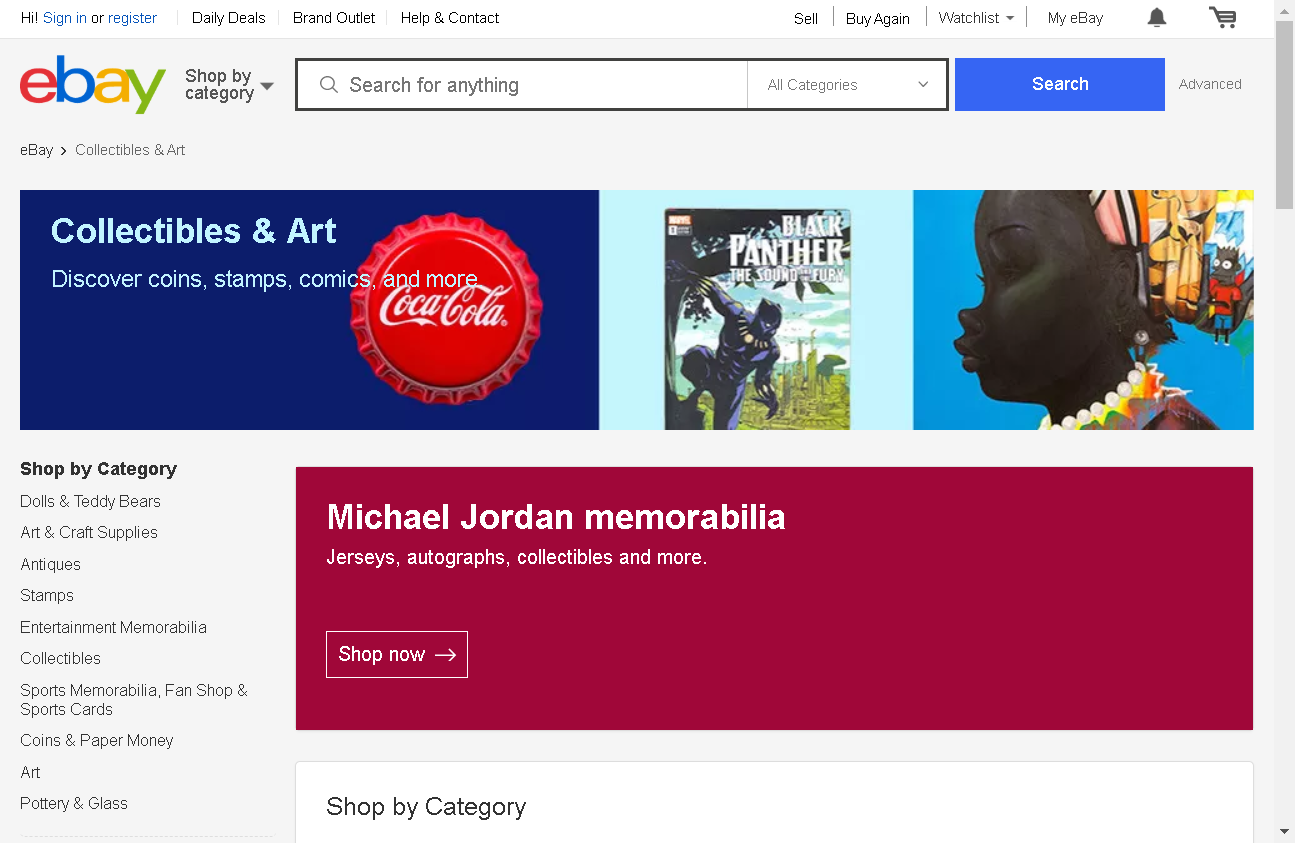 Hi! Sign in or register
Daily Deals
Brand Outlet
Help & Contact
Sell
Buy Again
Watchlist
My eBay
ebay
Shop by
category
Search for anything
All Categories
Search
Advanced
eBay
Collectibles & Art
Collectibles & Art
Discover coins, stamps, comics, and more
Coca-Cola
MARVEL
BLACK
PANTHER
THE SOUND AND THE FURY
Shop by Category
Dolls & Teddy Bears
Art & Craft Supplies
Antiques
Stamps
Entertainment Memorabilia
Collectibles
Sports Memorabilia, Fan Shop &
Sports Cards
Coins & Paper Money
Art
Pottery & Glass
Michael Jordan memorabilia
Jerseys, autographs, collectibles and more.
Shop now
Shop by Category